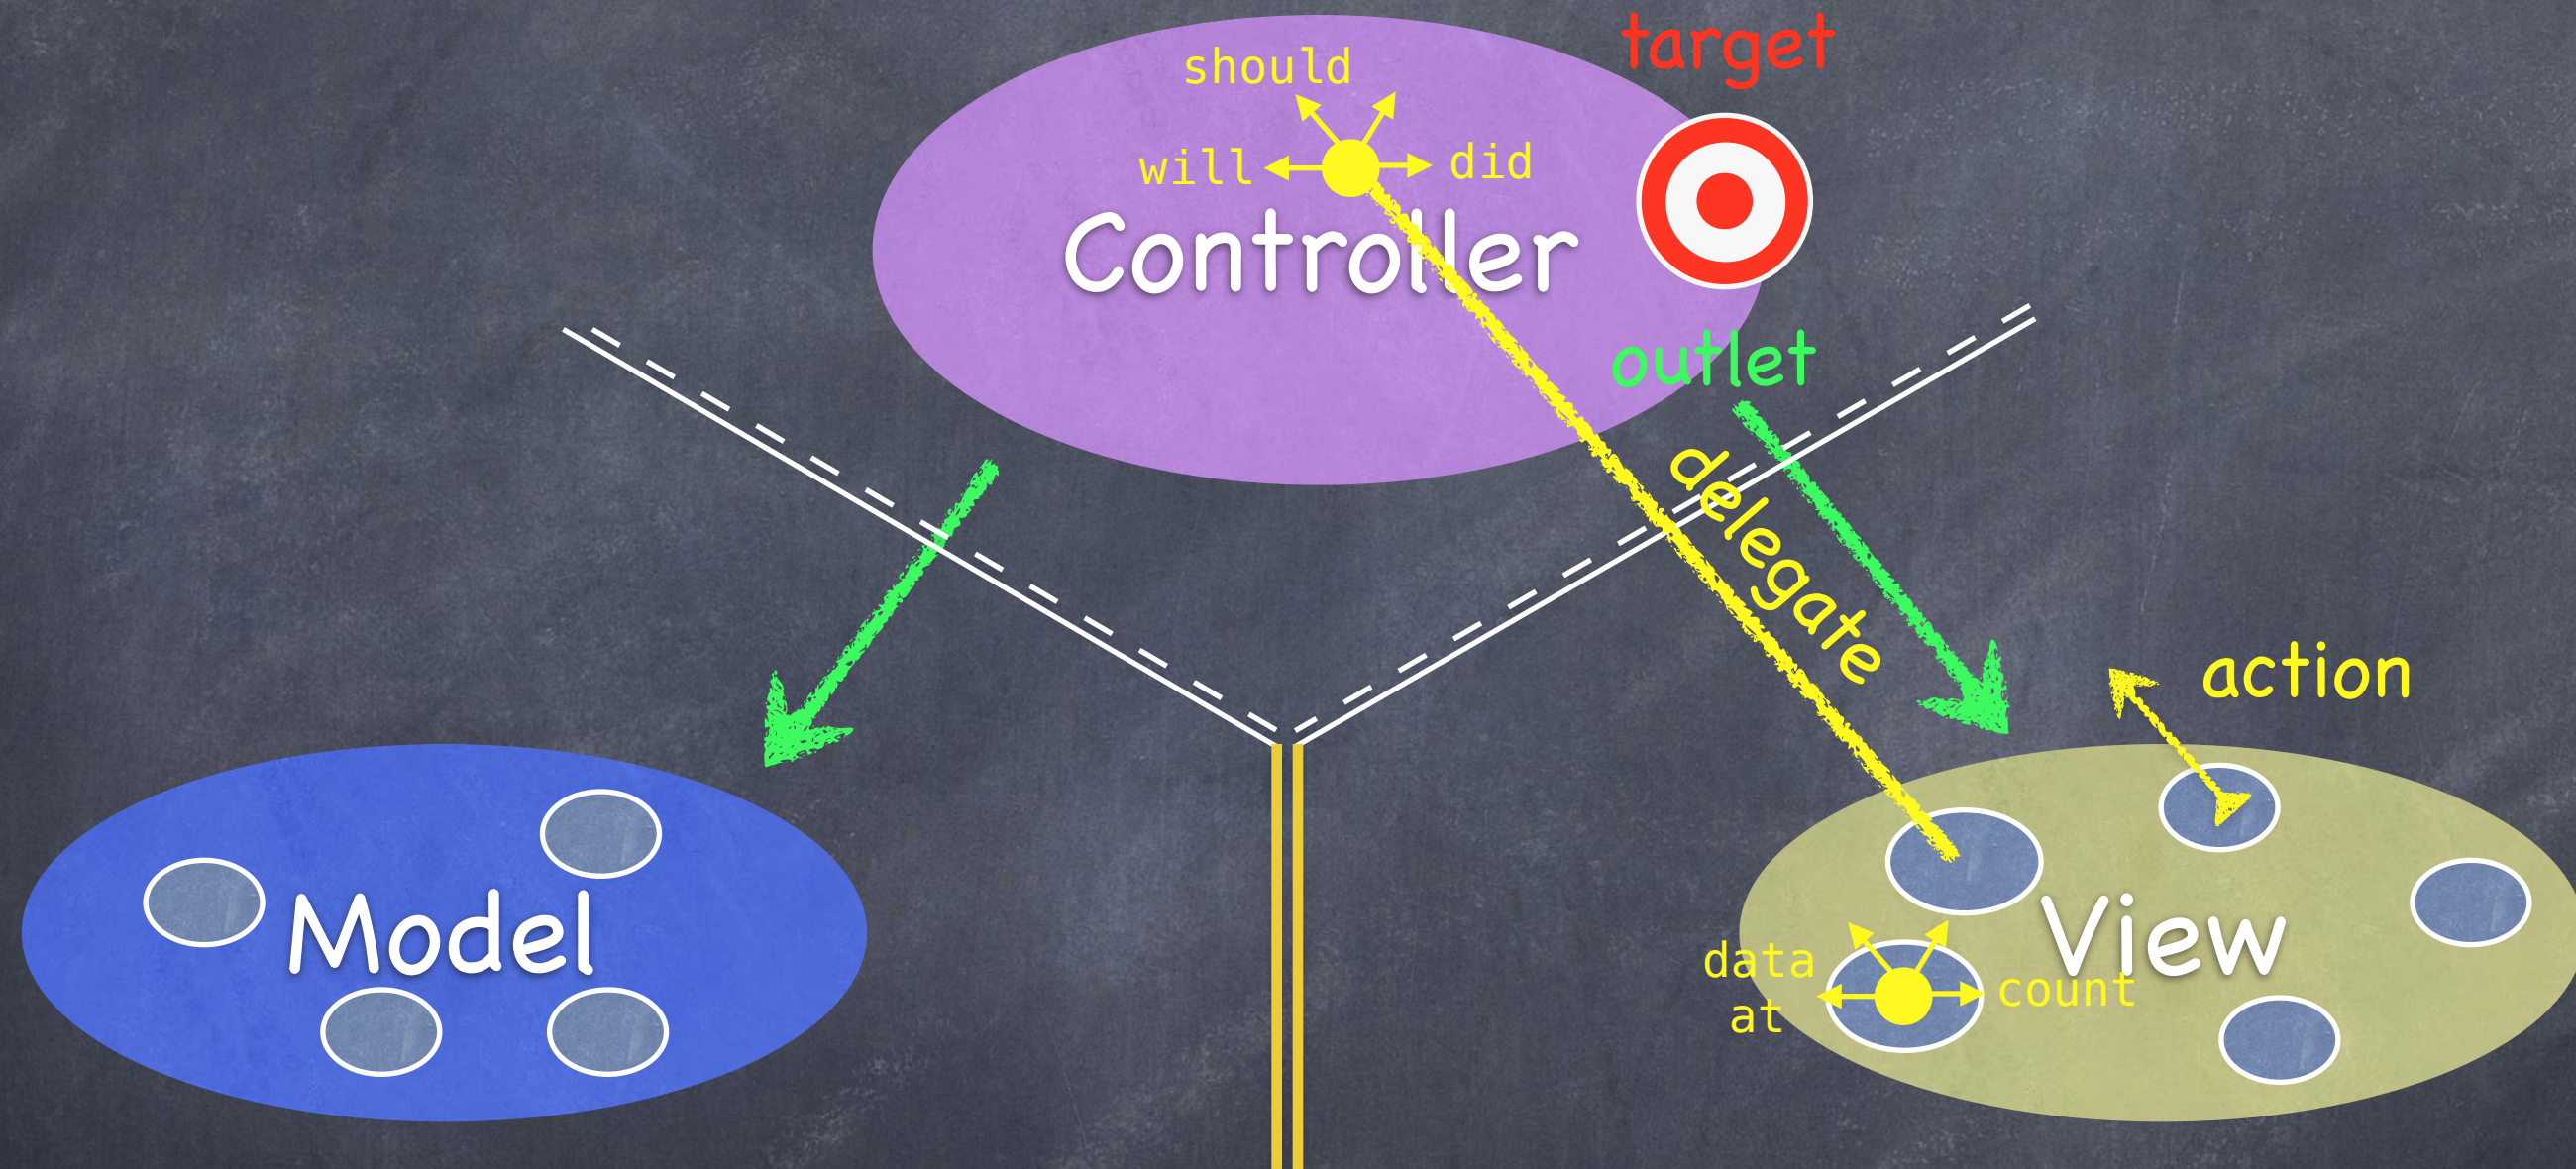 target
should
will
did
Controller
outlet
delegate
action
Model
View
data
at
count